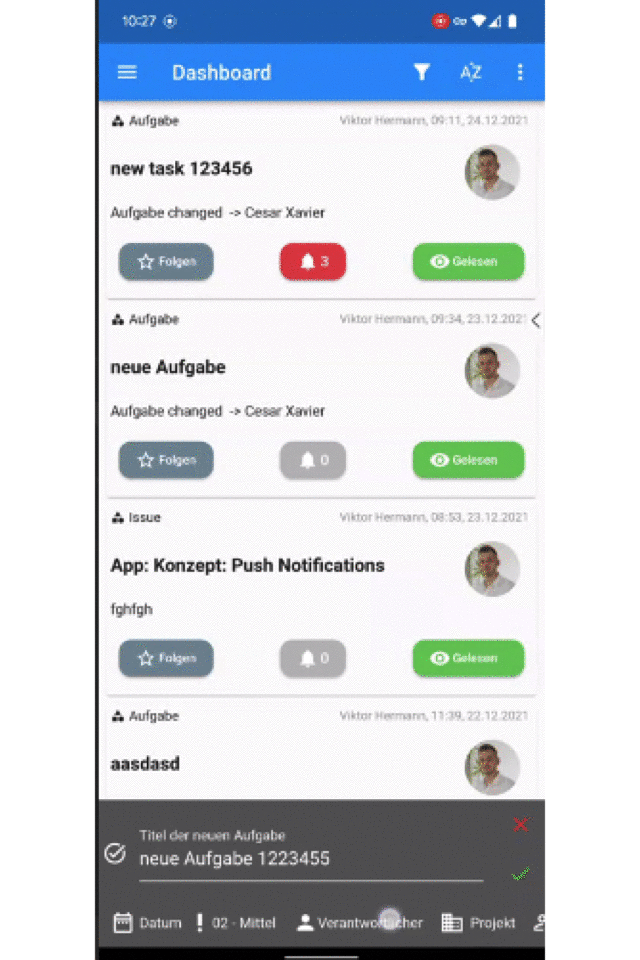 10:27
Dashboard
AZ
Aufgabe
Viktor Hermann, 09:11, 24.12.2021
new task 123456
Aufgabe changed -> Cesar Xavier
Folgen
3
Gelesen
Aufgabe
Viktor Hermann, 09:34, 23.12.2021
neue Aufgabe
Aufgabe changed -> Cesar Xavier
Folgen
0
Gelesen
Issue
Viktor Hermann, 08:53, 23.12.2021
App: Konzept: Push Notifications
fghfgh
Folgen
0
Gelesen
Aufgabe
Viktor Hermann, 11:39, 22.12.2021
aasdasd
Titel der neuen Aufgabe
neue Aufgabe 1223455
Datum
02 - Mittel
Verantwortlicher
Projekt